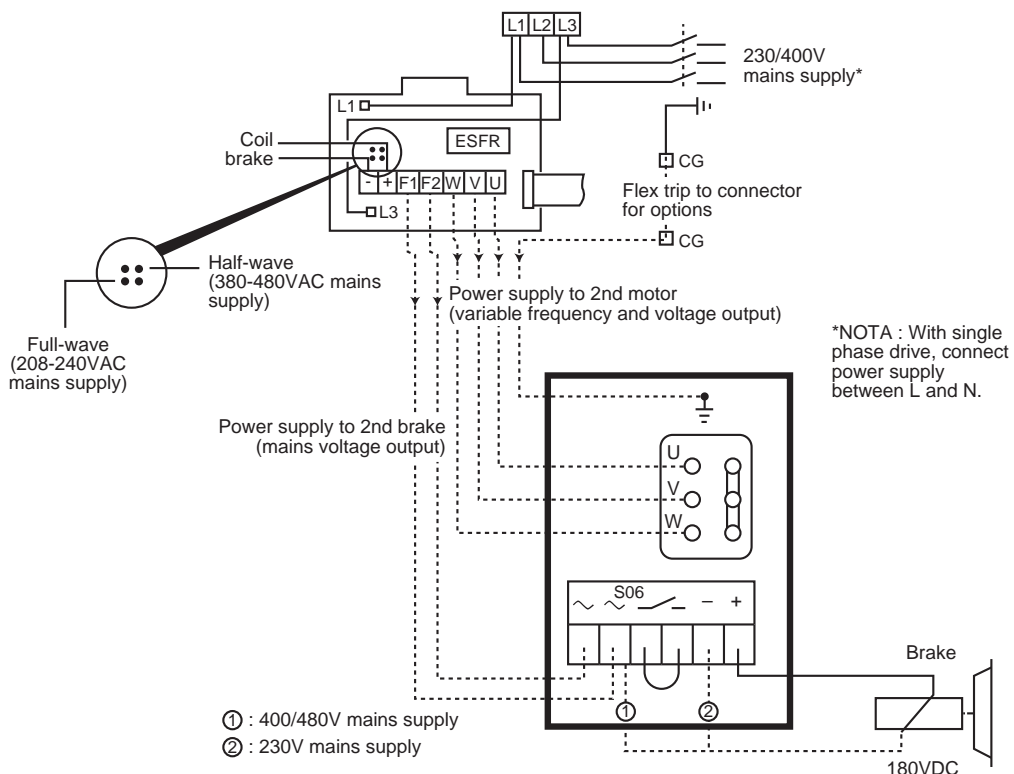 L1 L2 L3
230/400V
mains supply*
L1
ESFR
Coil
brake
CG
- + F1 F2 W V U
Flex trip to connector
for options
L3
CG
Half-wave
(380-480VAC mains
supply)
Power supply to 2nd motor
(variable frequency and voltage output)
Full-wave
(208-240VAC
mains supply)
*NOTA : With single
phase drive, connect
power supply
between L and N.
Power supply to 2nd brake
(mains voltage output)
U
V
W
S06
~ ~ − +
Brake
1 2
① : 400/480V mains supply
② : 230V mains supply
180VDC